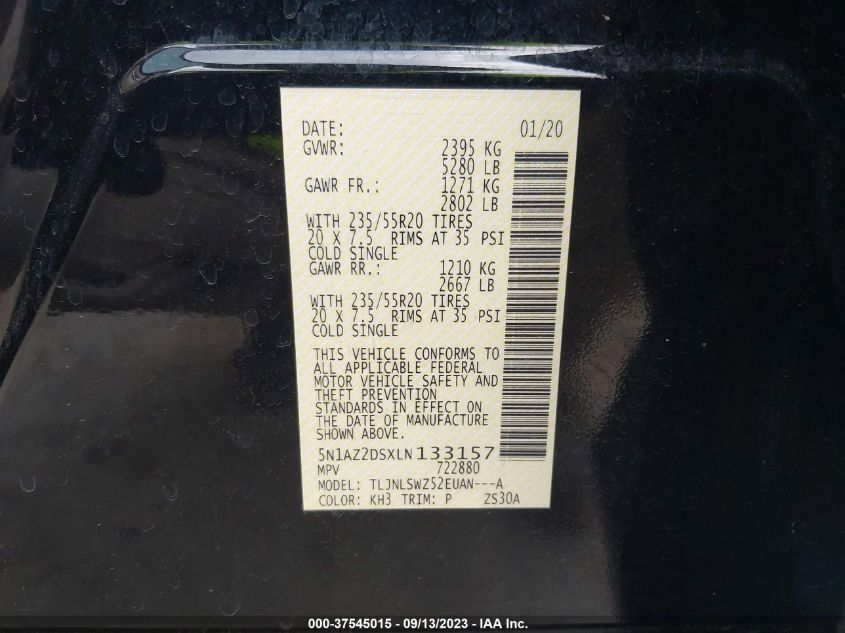 DATE: 01/20
GVWR: 2395 KG
5280 LB
GAWR FR.: 1271 KG
2802 LB
WITH 235/55R20 TIRES
20 X 7.5 RIMS AT 35 PSI
COLD SINGLE
GAWR RR.: 1210 KG
2667 LB
WITH 235/55R20 TIRES
20 X 7.5 RIMS AT 35 PSI
COLD SINGLE
THIS VEHICLE CONFORMS TO
ALL APPLICABLE FEDERAL
MOTOR VEHICLE SAFETY AND
THEFT PREVENTION
STANDARDS IN EFFECT ON
THE DATE OF MANUFACTURE
SHOWN ABOVE.
5N1AZ2DSXLN133157
MPV 722880
MODEL: TLJNLSWZ52EUAN---A
COLOR: KH3 TRIM: P ZS30A
000-37545015 - 09/13/2023 - IAA Inc.